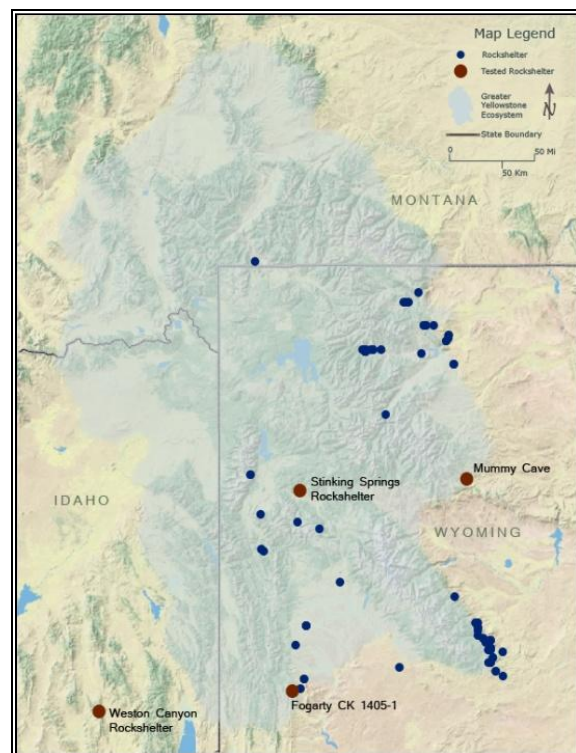 Map Legend
Rockshelter
Tested Rockshelter
Greater
Yellowstone
Ecosystem
N
State Boundary
0 50 Mi
50 Km
MONTANA
Mummy Cave
Stinking Springs
Rockshelter
IDAHO
WYOMING
Fogarty CK 1405-1
Weston Canyon
Rockshelter